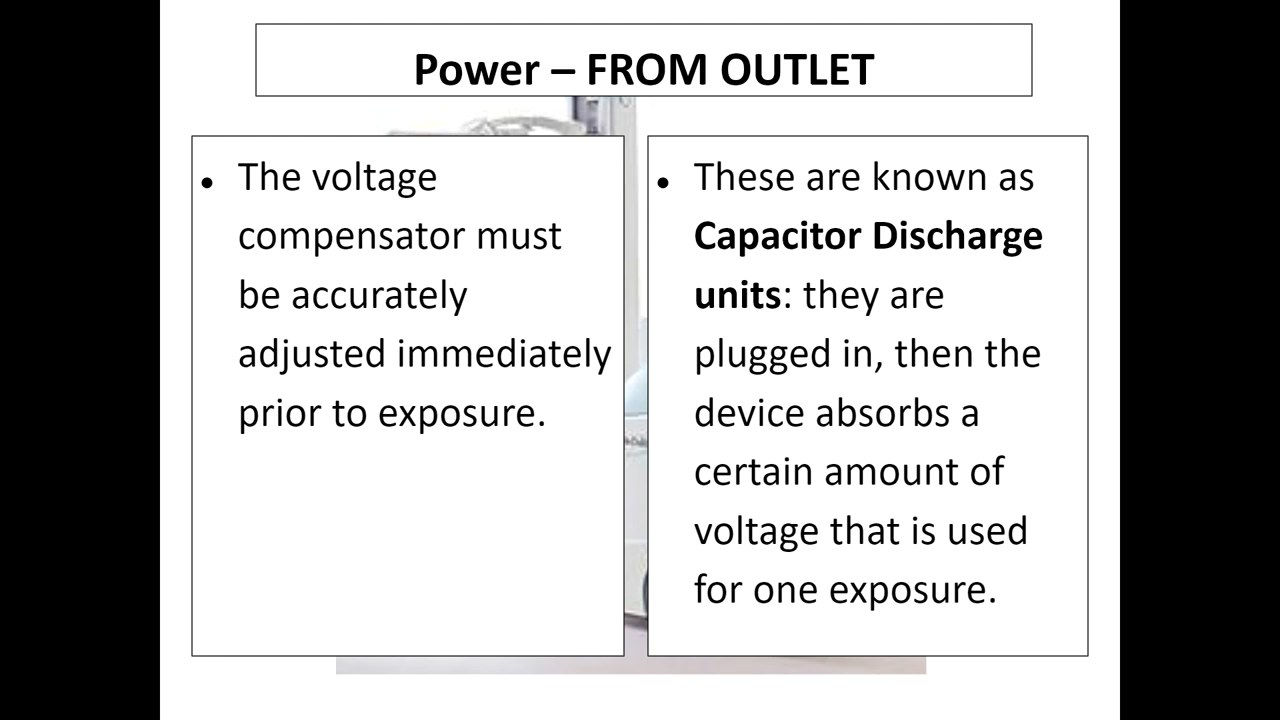 Power – FROM OUTLET
• The voltage
compensator must
be accurately
adjusted immediately
prior to exposure.
• These are known as
Capacitor Discharge
units: they are
plugged in, then the
device absorbs a
certain amount of
voltage that is used
for one exposure.